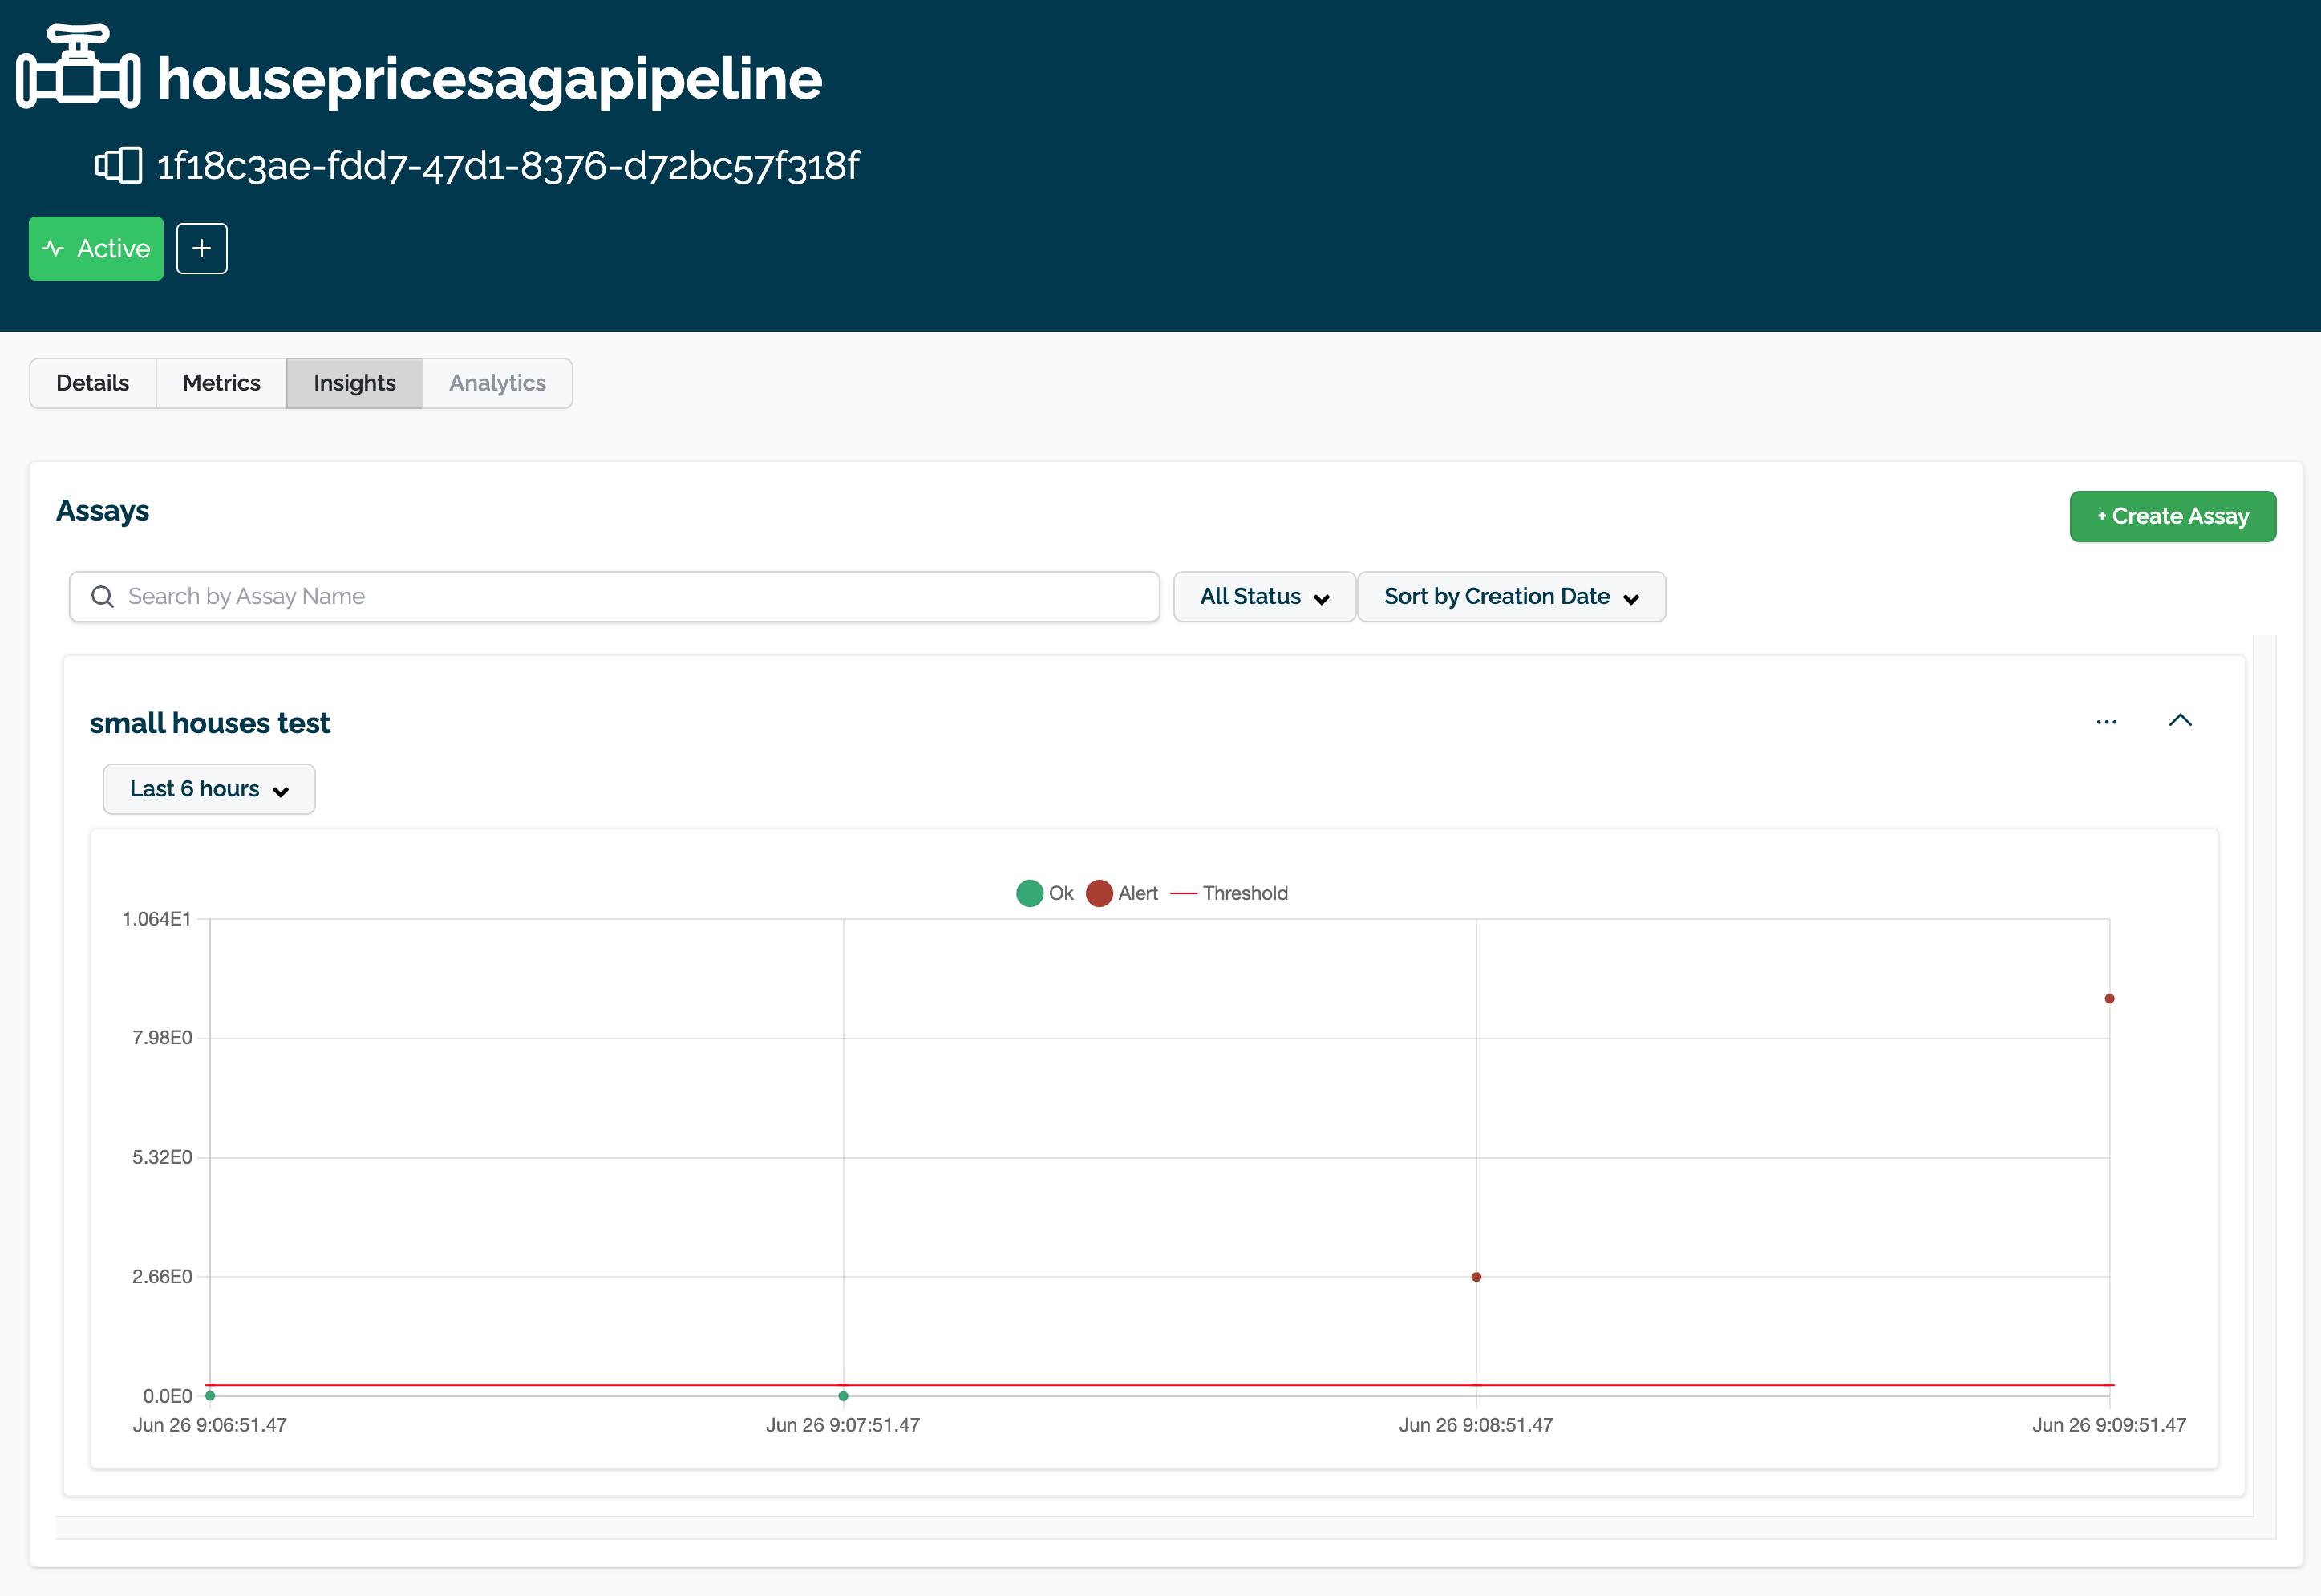 housepricesagapipeline
1f18c3ae-fdd7-47d1-8376-d72bc57f318f
Active +
Details Metrics Insights Analytics
Assays
+ Create Assay
Search by Assay Name All Status Sort by Creation Date
small houses test ...
Last 6 hours
Ok Alert Threshold
1.064E1
7.98E0
5.32E0
2.66E0
0.0E0
Jun 26 9:06:51.47 Jun 26 9:07:51.47 Jun 26 9:08:51.47 Jun 26 9:09:51.47